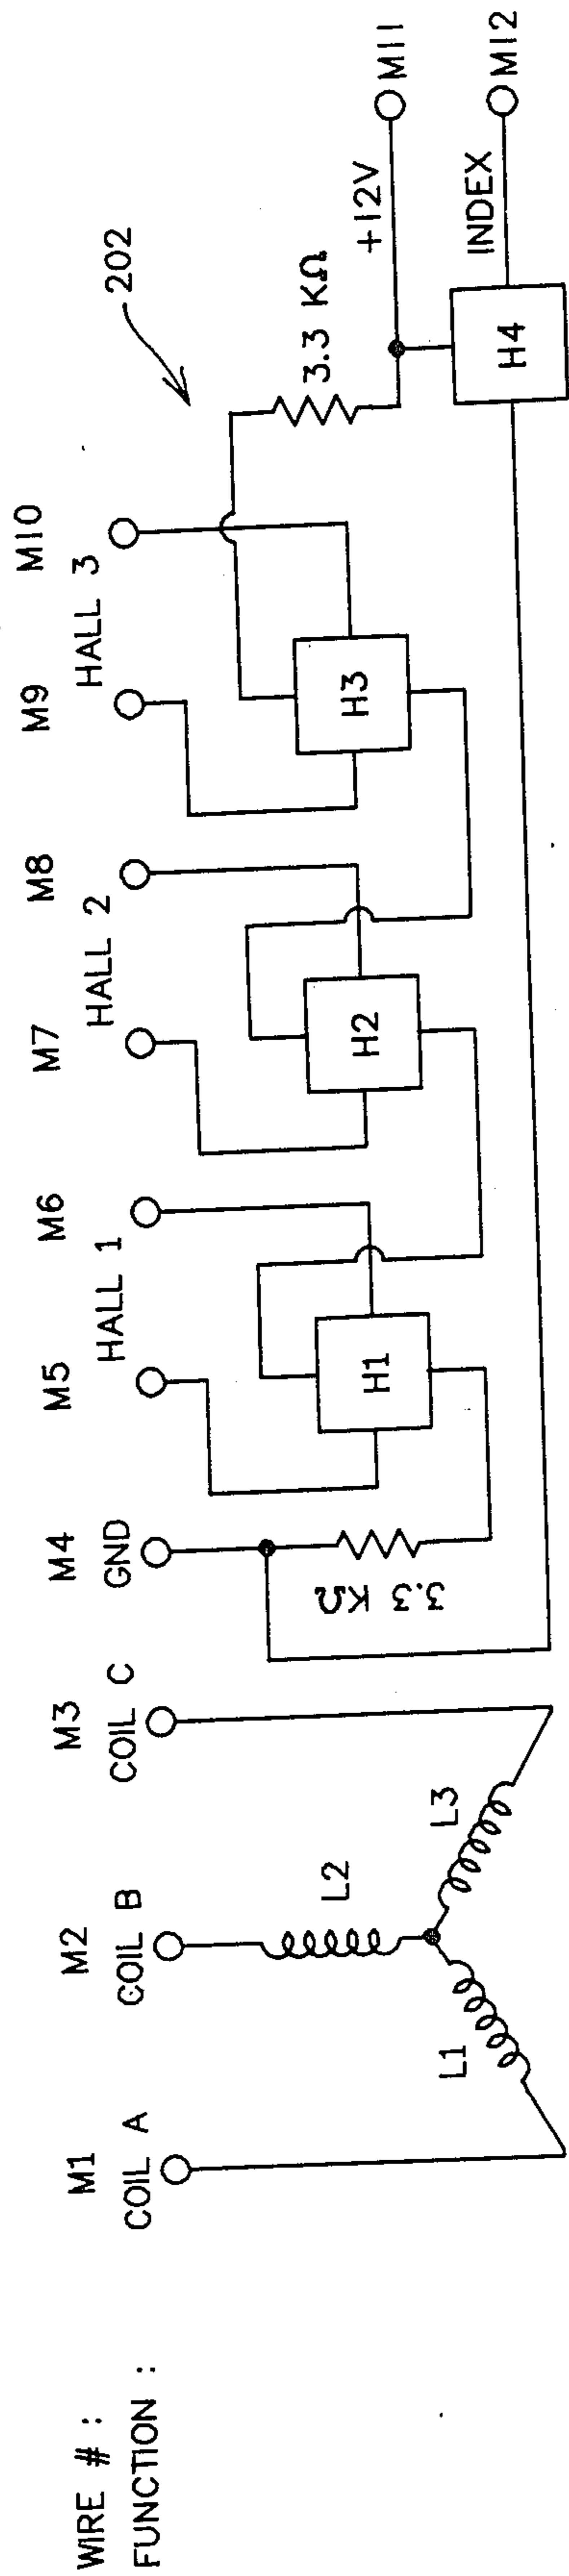 WIRE # : M1 M2 M3 M4 M5 M6 M7 M8 M9 M10
FUNCTION : COIL A COIL B COIL C GND HALL 1 HALL 2 HALL 3
202
3.3 KΩ
+12V
M11
INDEX
M12
L1
L2
L3
3.3 KΩ
H1
H2
H3
H4